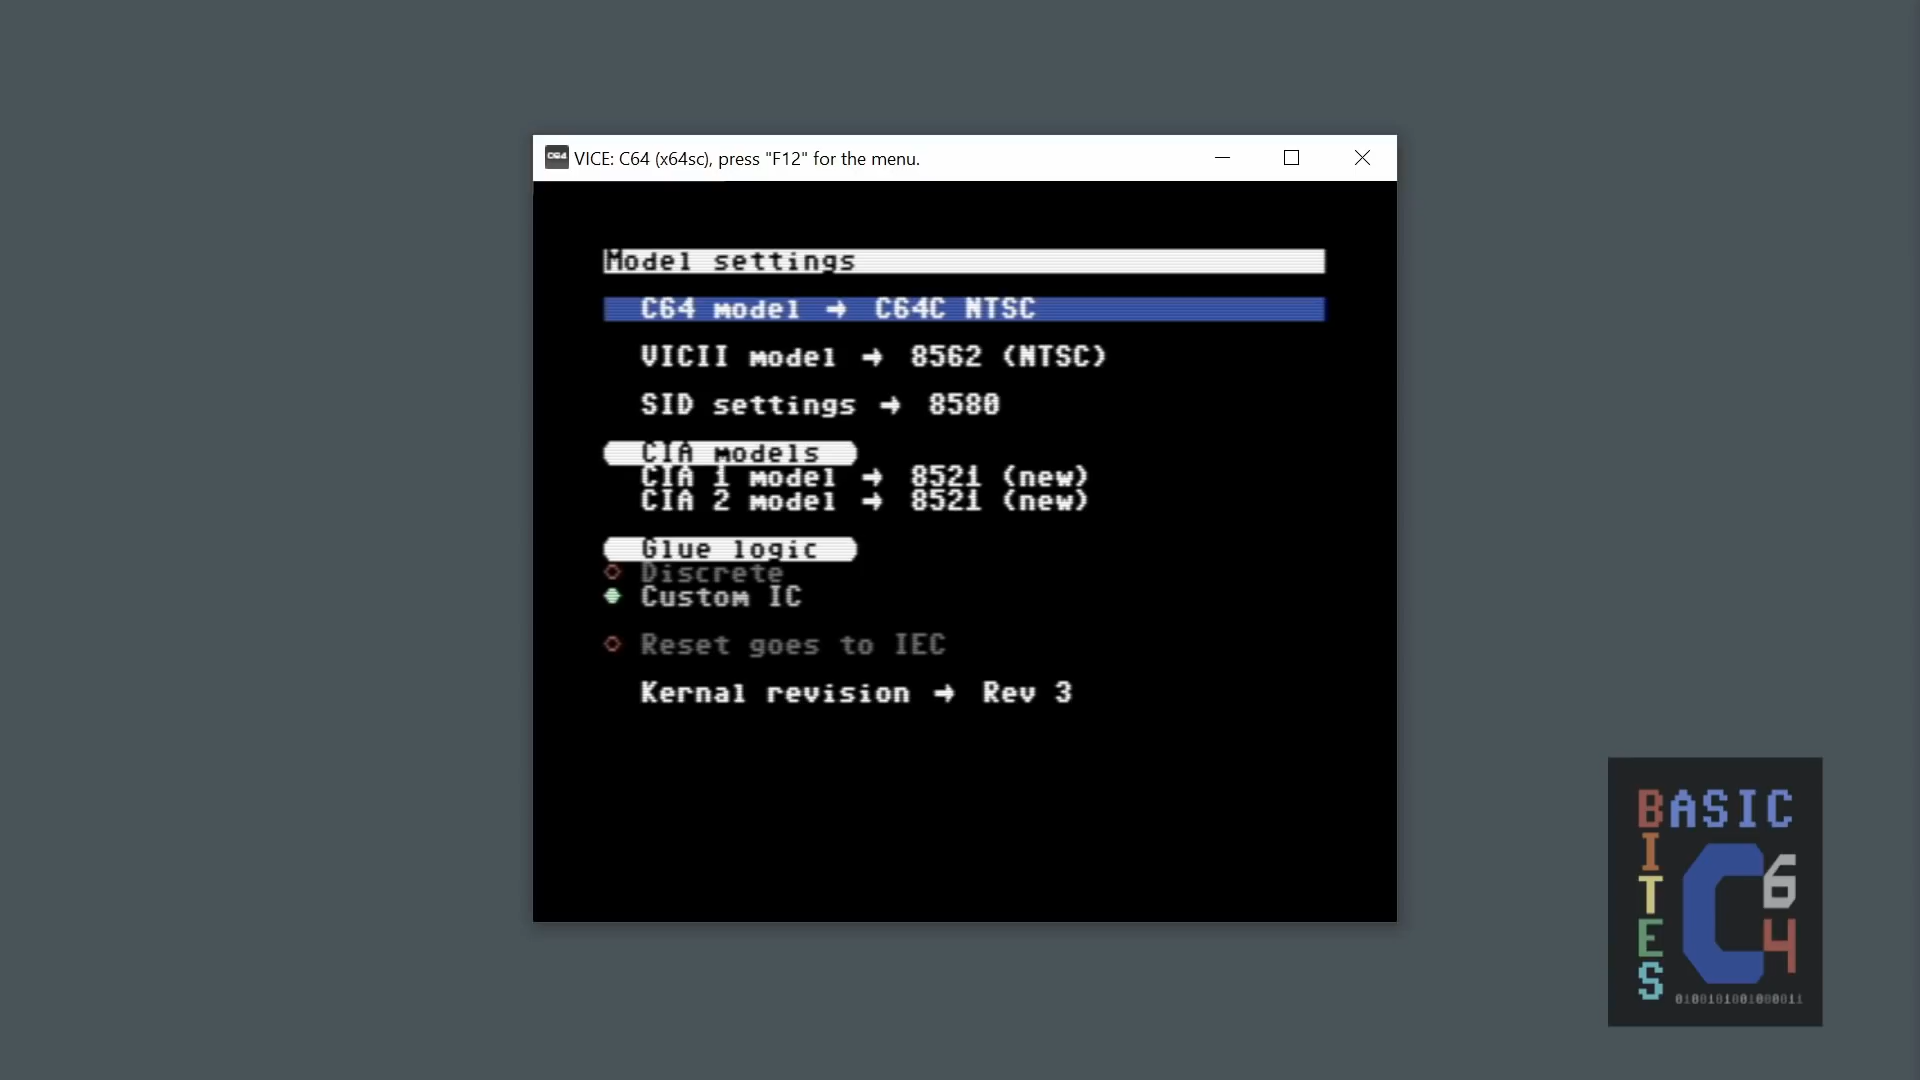 VICE: C64 (x64sc), press "F12" for the menu.
Model settings
C64 model → C64C NTSC
VICII model → 8562 (NTSC)
SID settings → 8580
CIA models
CIA 1 model → 8521 (new)
CIA 2 model → 8521 (new)
Glue logic
Discrete
Custom IC
Reset goes to IEC
Kernal revision → Rev 3
BASIC
BITES
C64
0100101001000011